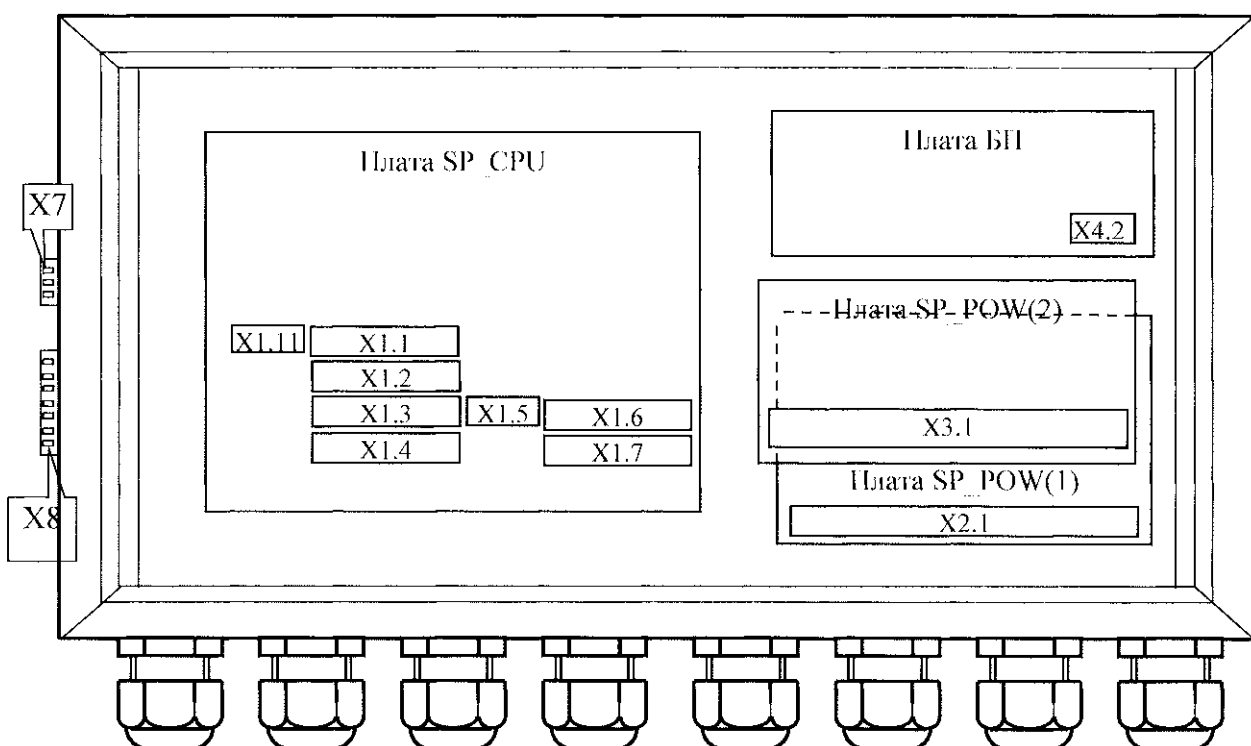 Плата SP_CPU
Плата БП
X7
X4.2
Плата SP_POW(2)
X1.11
X1.1
X1.2
X1.3
X1.5
X1.6
X3.1
X1.4
X1.7
Плата SP_POW(1)
X8
X2.1